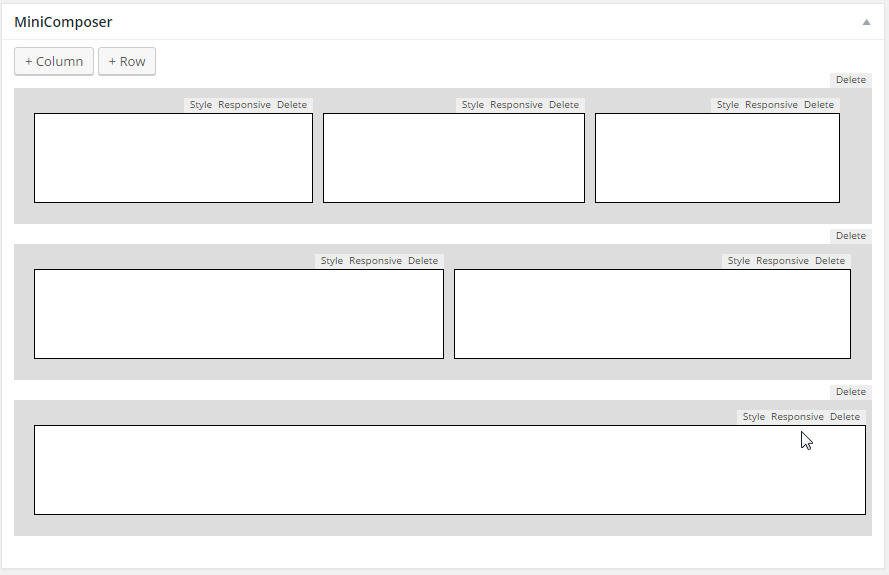 MiniComposer
+ Column + Row
Delete
Style Responsive Delete Style Responsive Delete Style Responsive Delete
Delete
Style Responsive Delete Style Responsive Delete
Delete
Style Responsive Delete